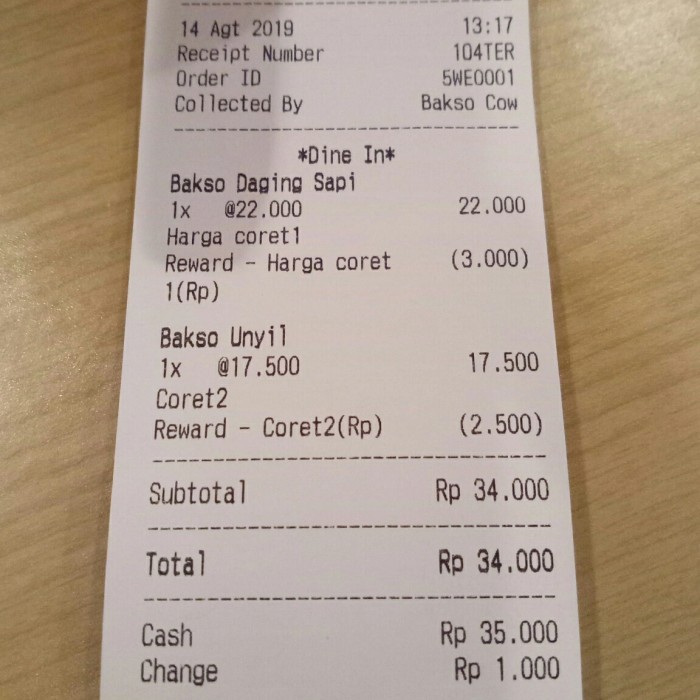 14 Agt 2019 13:17
Receipt Number 104TER
Order ID 5WE0001
Collected By Bakso Cow
*Dine In*
Bakso Daging Sapi
1x @22.000 22.000
Harga coret1
Reward - Harga coret (3.000)
1(Rp)
Bakso Unyil
1x @17.500 17.500
Coret2
Reward - Coret2(Rp) (2.500)
Subtotal Rp 34.000
Total Rp 34.000
Cash Rp 35.000
Change Rp 1.000